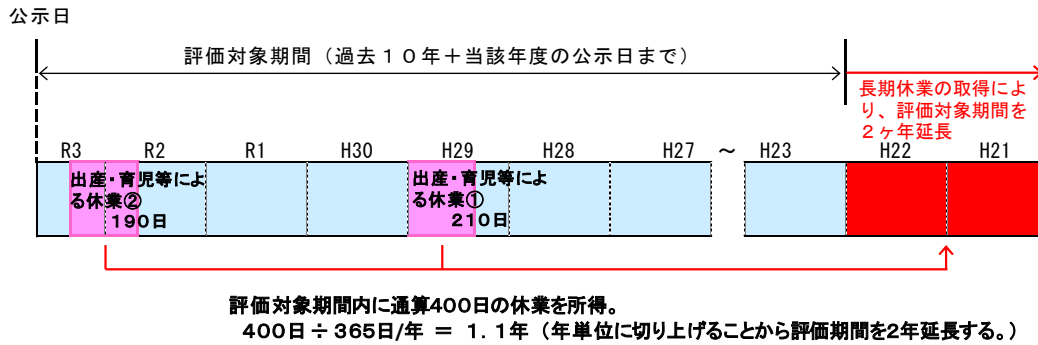 公示日
評価対象期間（過去１０年＋当該年度の公示日まで）
長期休業の取得によ
り、評価対象期間を
２ヶ年延長
R3 R2 R1 H30 H29 H28 H27 ～ H23 H22 H21
出産・育児等によ
る休業②
１９０日
出産・育児等によ
る休業①
２１０日
評価対象期間内に通算400日の休業を所得。
400日÷365日/年 ＝ １.１年（年単位に切り上げることから評価期間を2年延長する。）